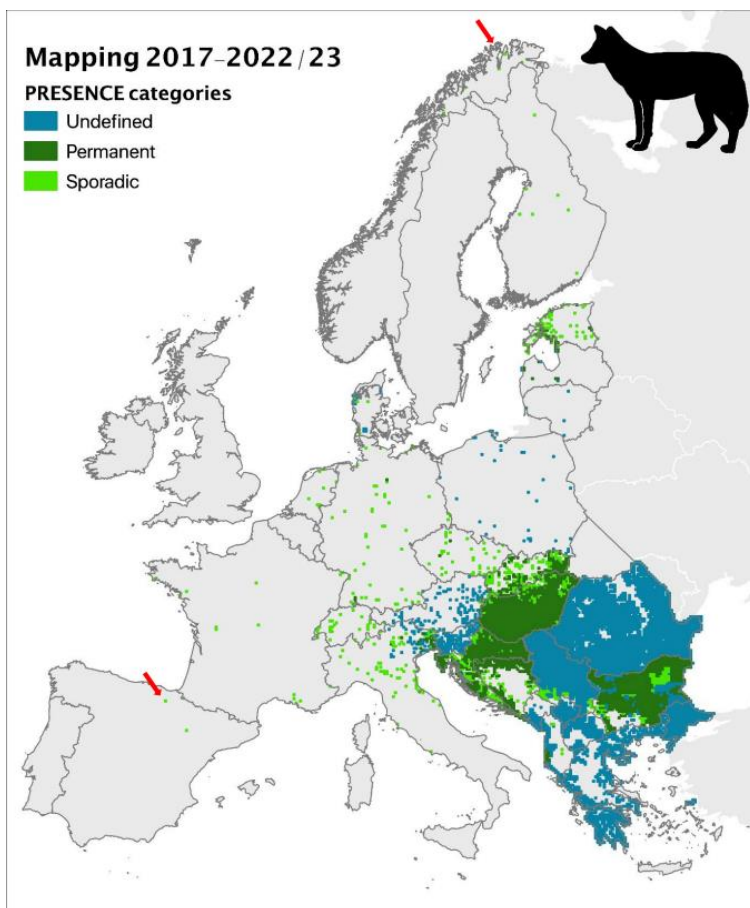 Mapping 2017–2022/23
PRESENCE categories
Undefined
Permanent
Sporadic